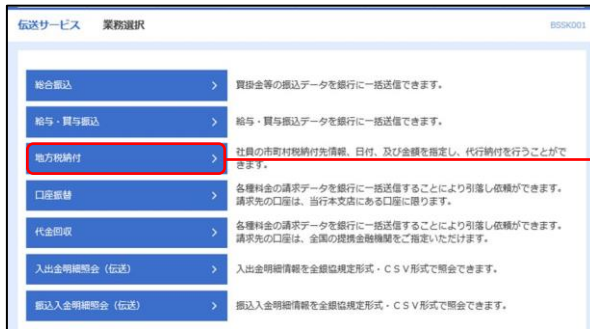 伝送サービス 業務選択 BSSK001
総合振込 > 買掛金等の振込データを銀行に一括送信できます。
給与・賞与振込 > 給与・賞与振込データを銀行に一括送信できます。
地方税納付 > 社員の市町村税納付先情報、日付、及び金額を指定し、代行納付を行うことがで
きます。
口座振替 > 各種料金の請求データを銀行に一括送信することにより引落し依頼ができます。
請求先の口座は、当行本支店にある口座に限ります。
代金回収 > 各種料金の請求データを銀行に一括送信することにより引落し依頼ができます。
請求先の口座は、全国の提携金融機関をご指定いただけます。
入出金明細照会(伝送) > 入出金明細情報を全銀協規定形式・CSV形式で照会できます。
振込入金明細照会(伝送) > 振込入金明細情報を全銀協規定形式・CSV形式で照会できます。